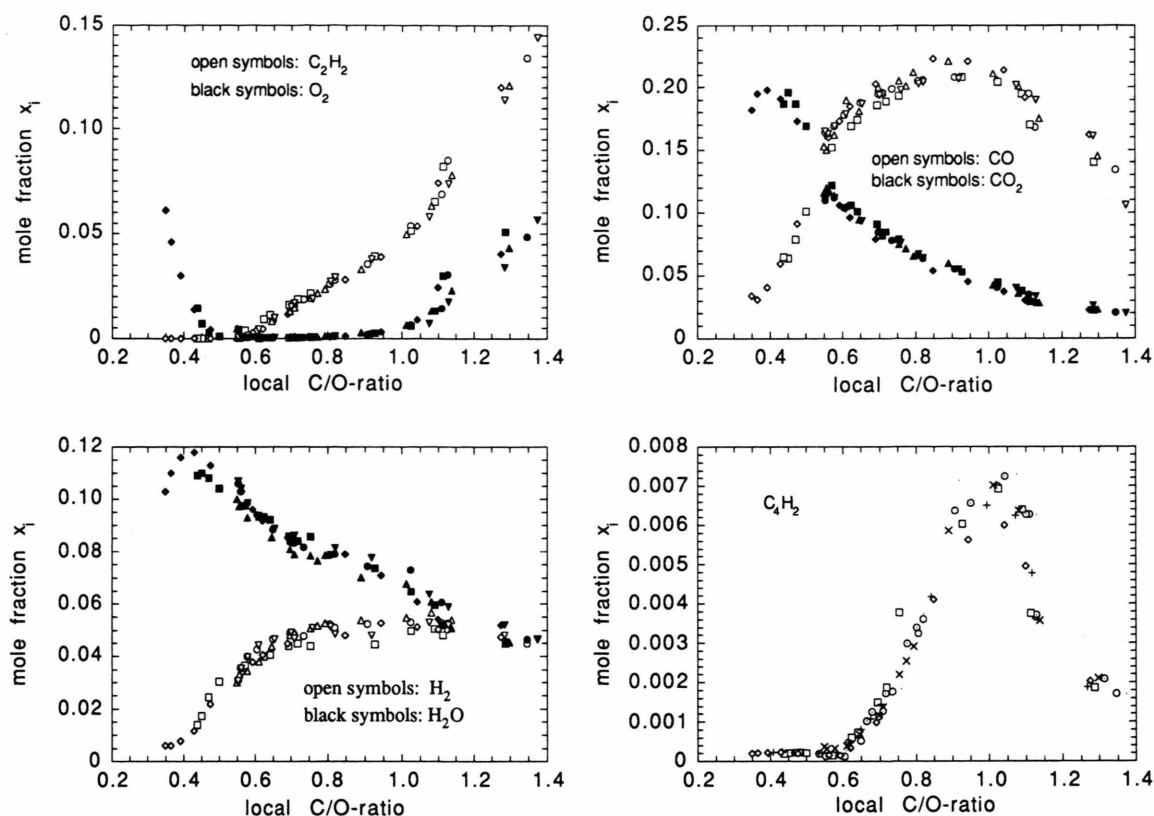 0.15
0.10
0.05
0
mole fraction xᵢ
open symbols: C₂H₂
black symbols: O₂
0.2 0.4 0.6 0.8 1.0 1.2 1.4
local C/O-ratio
0.25
0.20
0.15
0.10
0.05
0
mole fraction xᵢ
open symbols: CO
black symbols: CO₂
0.2 0.4 0.6 0.8 1.0 1.2 1.4
local C/O-ratio
0.12
0.10
0.08
0.06
0.04
0.02
0
mole fraction xᵢ
open symbols: H₂
black symbols: H₂O
0.2 0.4 0.6 0.8 1.0 1.2 1.4
local C/O-ratio
0.008
0.007
0.006
0.005
0.004
0.003
0.002
0.001
0
mole fraction xᵢ
C₄H₂
0.2 0.4 0.6 0.8 1.0 1.2 1.4
local C/O-ratio